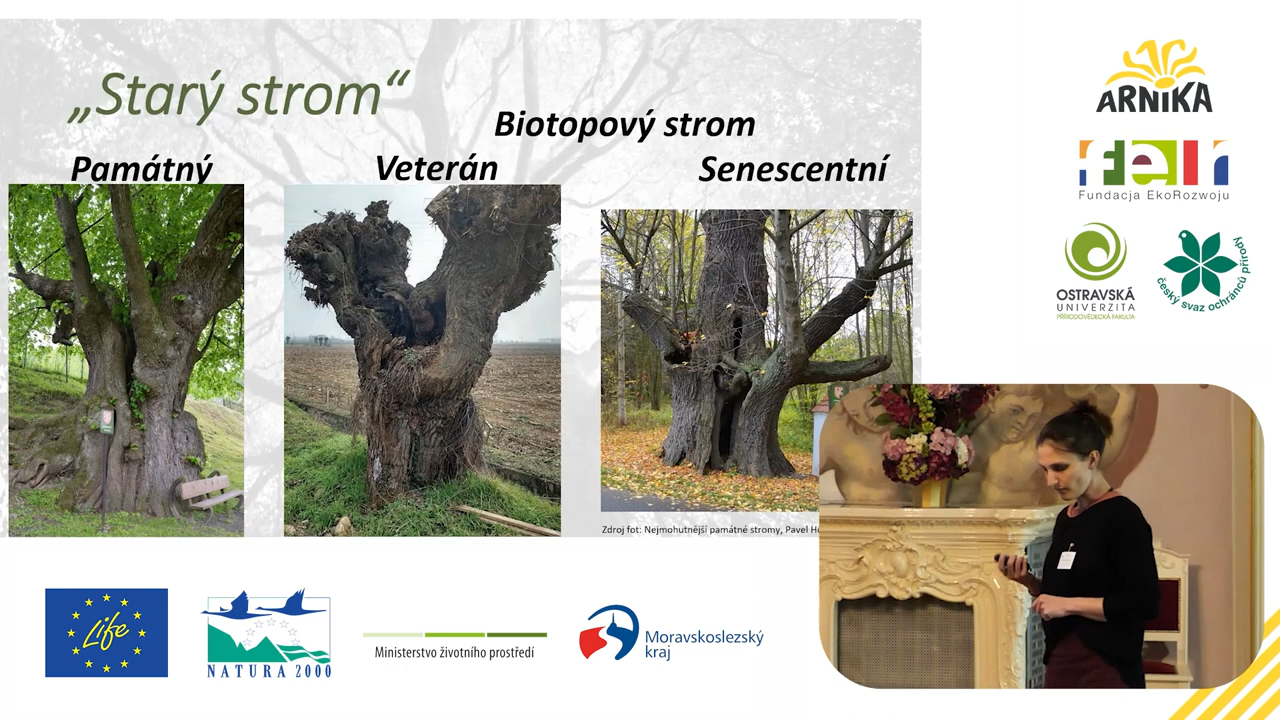 „Starý strom“
Biotopový strom
Památný
Veterán
Senescentní
Zdroj fot: Nejmohutnější památné stromy, Pavel
ARNIKA
feri
Fundacja EkoRozwoju
OSTRAVSKÁ
UNIVERZITA
PŘÍRODOVĚDECKÁ FAKULTA
český svaz ochránců přírody
Life
NATURA 2000
Ministerstvo životního prostředí
Moravskoslezský
kraj